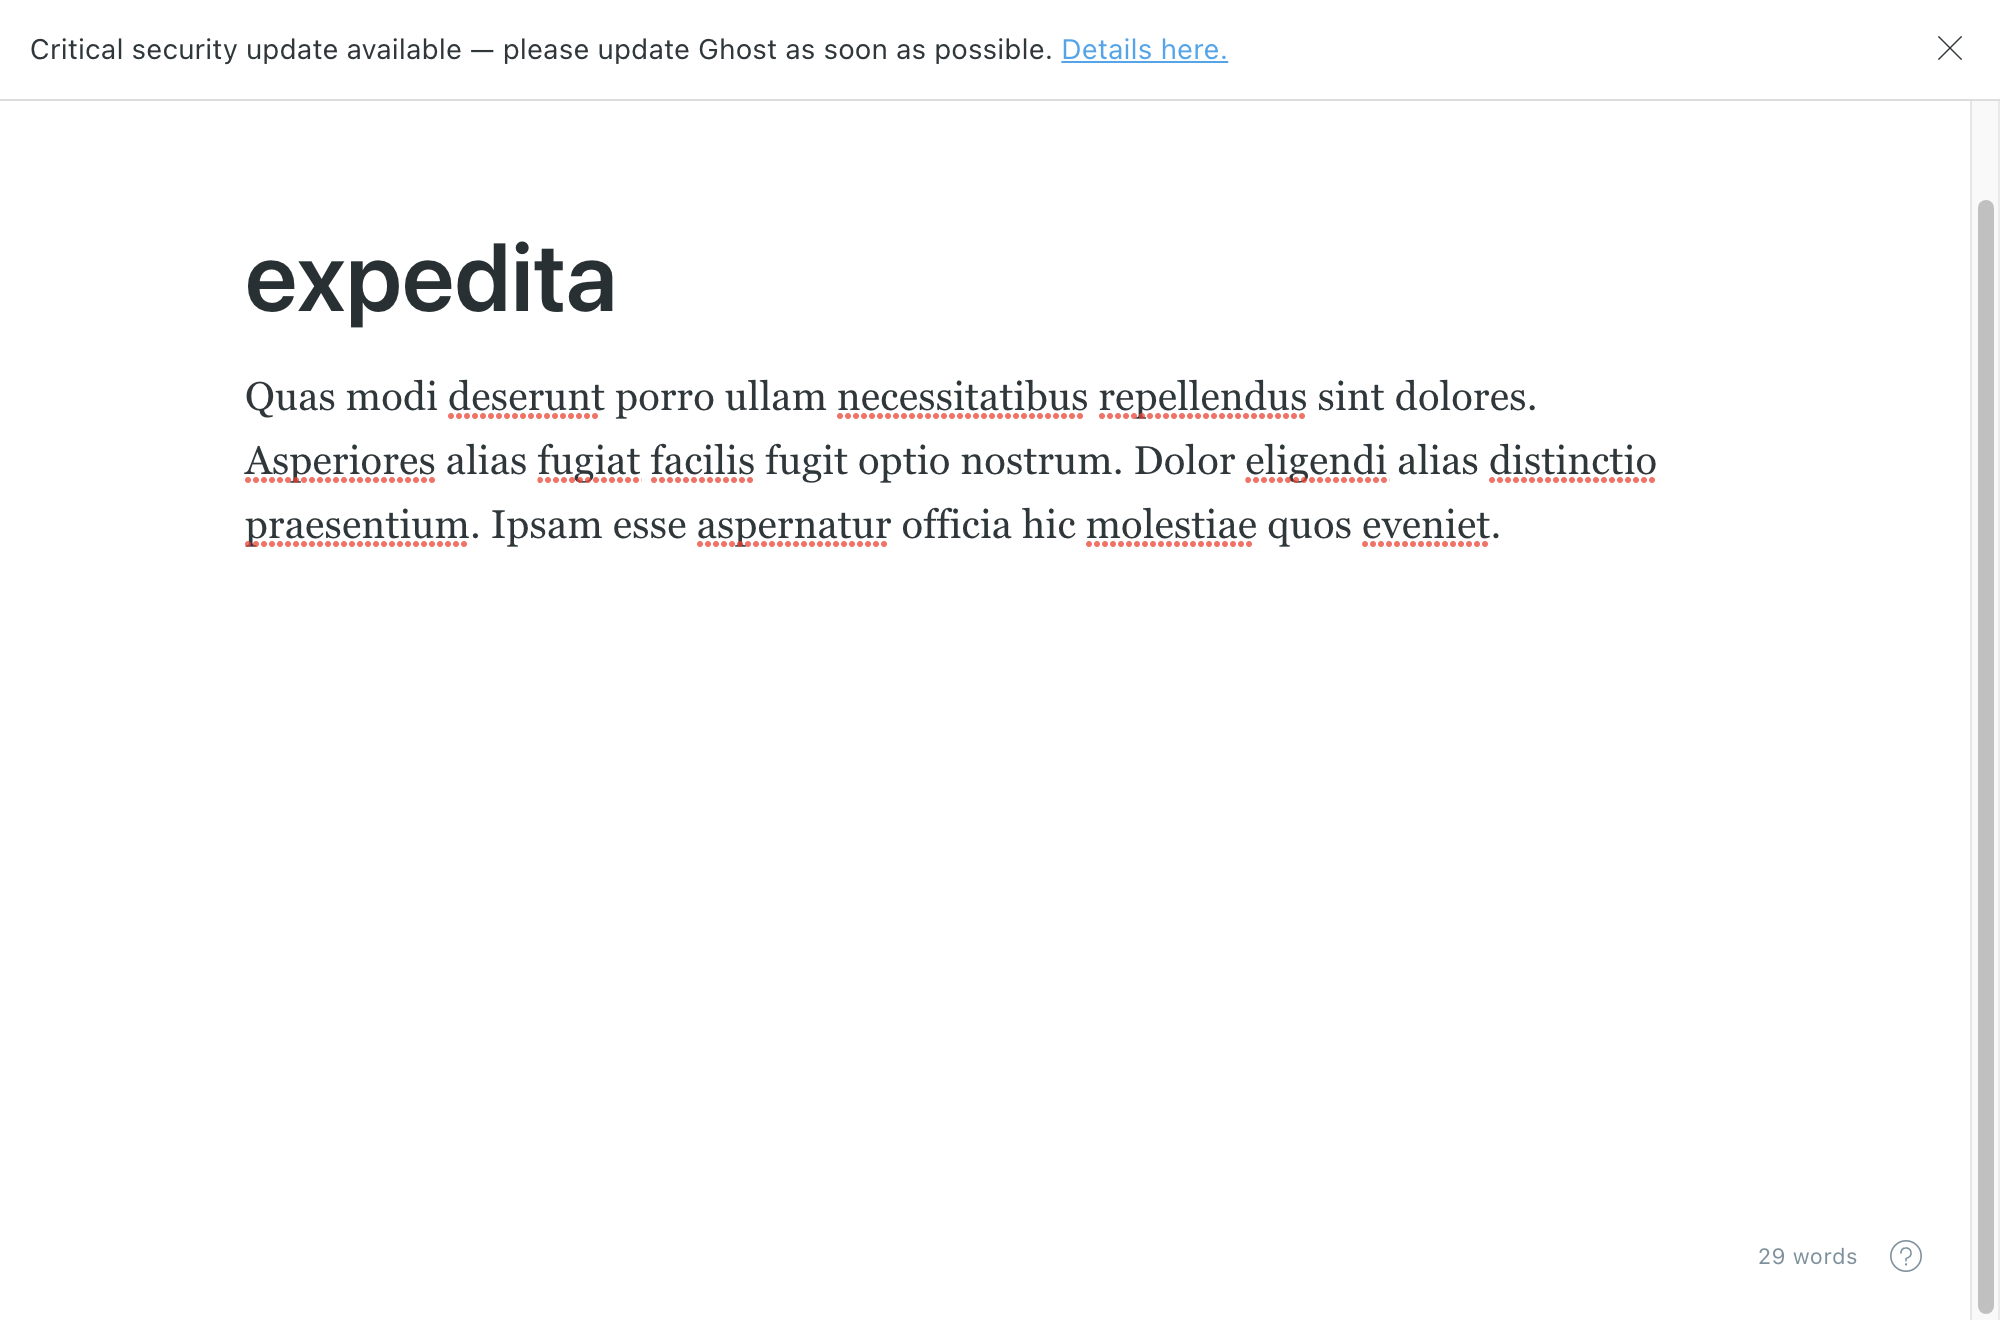 Critical security update available — please update Ghost as soon as possible. Details here.
expedita
Quas modi deserunt porro ullam necessitatibus repellendus sint dolores.
Asperiores alias fugiat facilis fugit optio nostrum. Dolor eligendi alias distinctio
praesentium. Ipsam esse aspernatur officia hic molestiae quos eveniet.
29 words
?